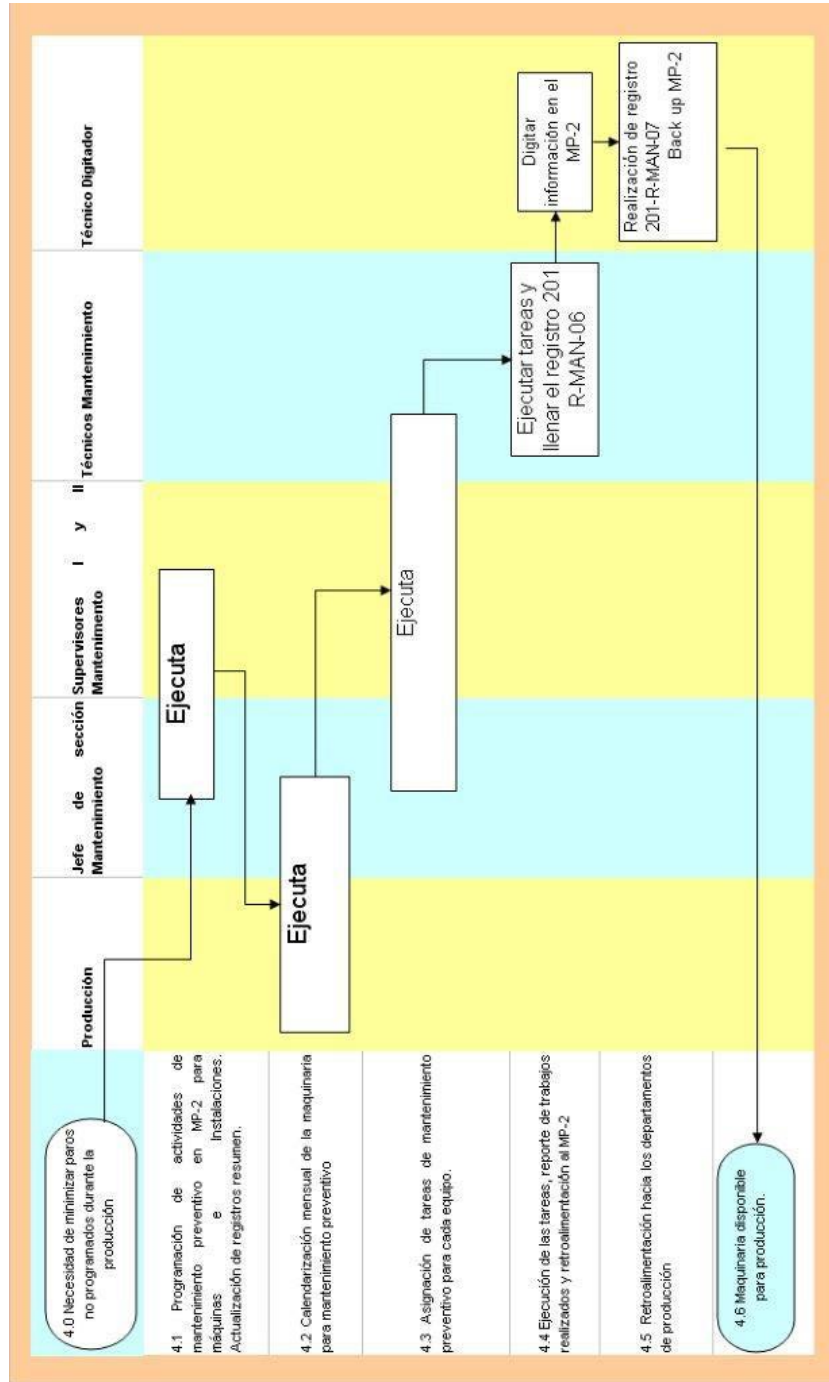 Producción
Jefe de sección
Mantenimiento
Supervisores I y II
Mantenimento
Técnicos Mantenimiento
Técnico Digitador
4.0 Necesidad de minimizar paros
no programados durante la
producción
4.1 Programación de actividades de
mantenimiento preventivo en MP-2 para
máquinas e Instalaciones.
Actualización de registros resumen.
Ejecuta
4.2 Calendarización mensual de la maquinaria
para mantenimiento preventivo
Ejecuta
4.3 Asignación de tareas de mantenimiento
preventivo para cada equipo.
Ejecuta
4.4 Ejecución de las tareas, reporte de trabajos
realizados y retroalimentación al MP-2
Ejecutar tareas y
llenar el registro 201
R-MAN-06
Digitar
información en el
MP-2
4.5 Retroalimentación hacia los departamentos
de producción
Realización de registro
201-R-MAN-07
Back up MP-2
4.6 Maquinaria disponible
para producción.